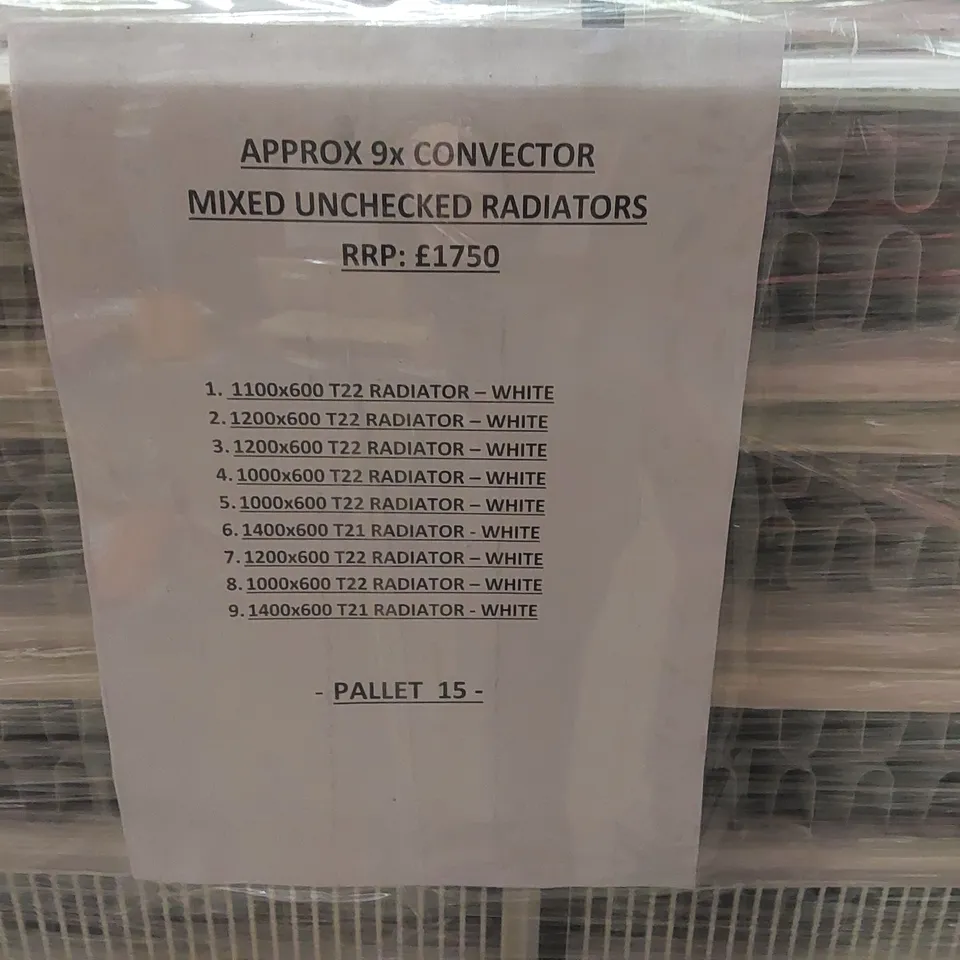 APPROX 9x CONVECTOR
MIXED UNCHECKED RADIATORS
RRP: £1750
1. 1100x600 T22 RADIATOR – WHITE
2. 1200x600 T22 RADIATOR – WHITE
3. 1200x600 T22 RADIATOR – WHITE
4. 1000x600 T22 RADIATOR – WHITE
5. 1000x600 T22 RADIATOR – WHITE
6. 1400x600 T21 RADIATOR - WHITE
7. 1200x600 T22 RADIATOR – WHITE
8. 1000x600 T22 RADIATOR – WHITE
9. 1400x600 T21 RADIATOR - WHITE
- PALLET 15 -